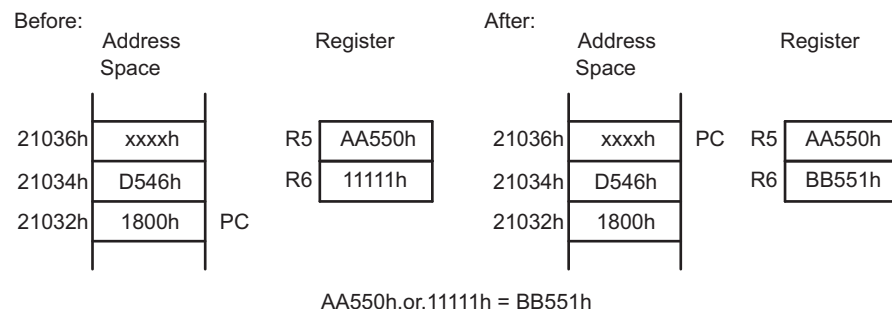 Before: After:
Address Register Address Register
Space Space
21036h xxxxh R5 AA550h 21036h xxxxh PC R5 AA550h
21034h D546h R6 11111h 21034h D546h R6 BB551h
21032h 1800h PC 21032h 1800h
AA550h.or.11111h = BB551h